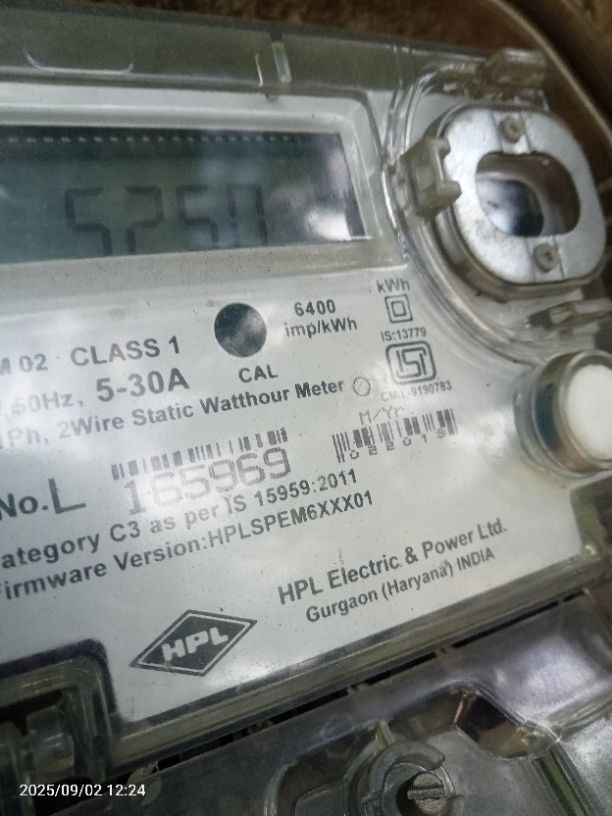 5250
6400
imp/kWh
kWh
IS:13779
ISI
CM/L-9190783
M 02 CLASS 1
CAL
50Hz, 5-30A
Ph, 2Wire Static Watthour Meter
M/Yr
No. L 165969
ategory C3 as per IS 15959:2011
Firmware Version:HPLSPEM6XXX01
HPL Electric & Power Ltd.
Gurgaon (Haryana) INDIA
HPL
2025/09/02 12:24